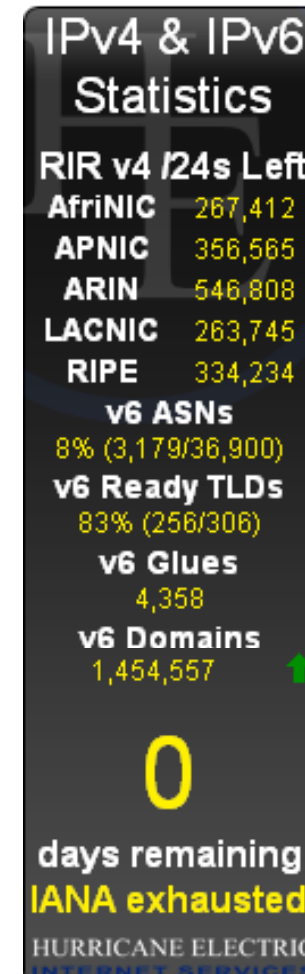 IPv4 & IPv6
Statistics
RIR v4 /24s Left
AfriNIC 267,412
APNIC 356,565
ARIN 546,808
LACNIC 263,745
RIPE 334,234
v6 ASNs
8% (3,179/36,900)
v6 Ready TLDs
83% (256/306)
v6 Glues
4,358
v6 Domains
1,454,557
0
days remaining
IANA exhausted
HURRICANE ELECTRIC
INTERNET SERVICES